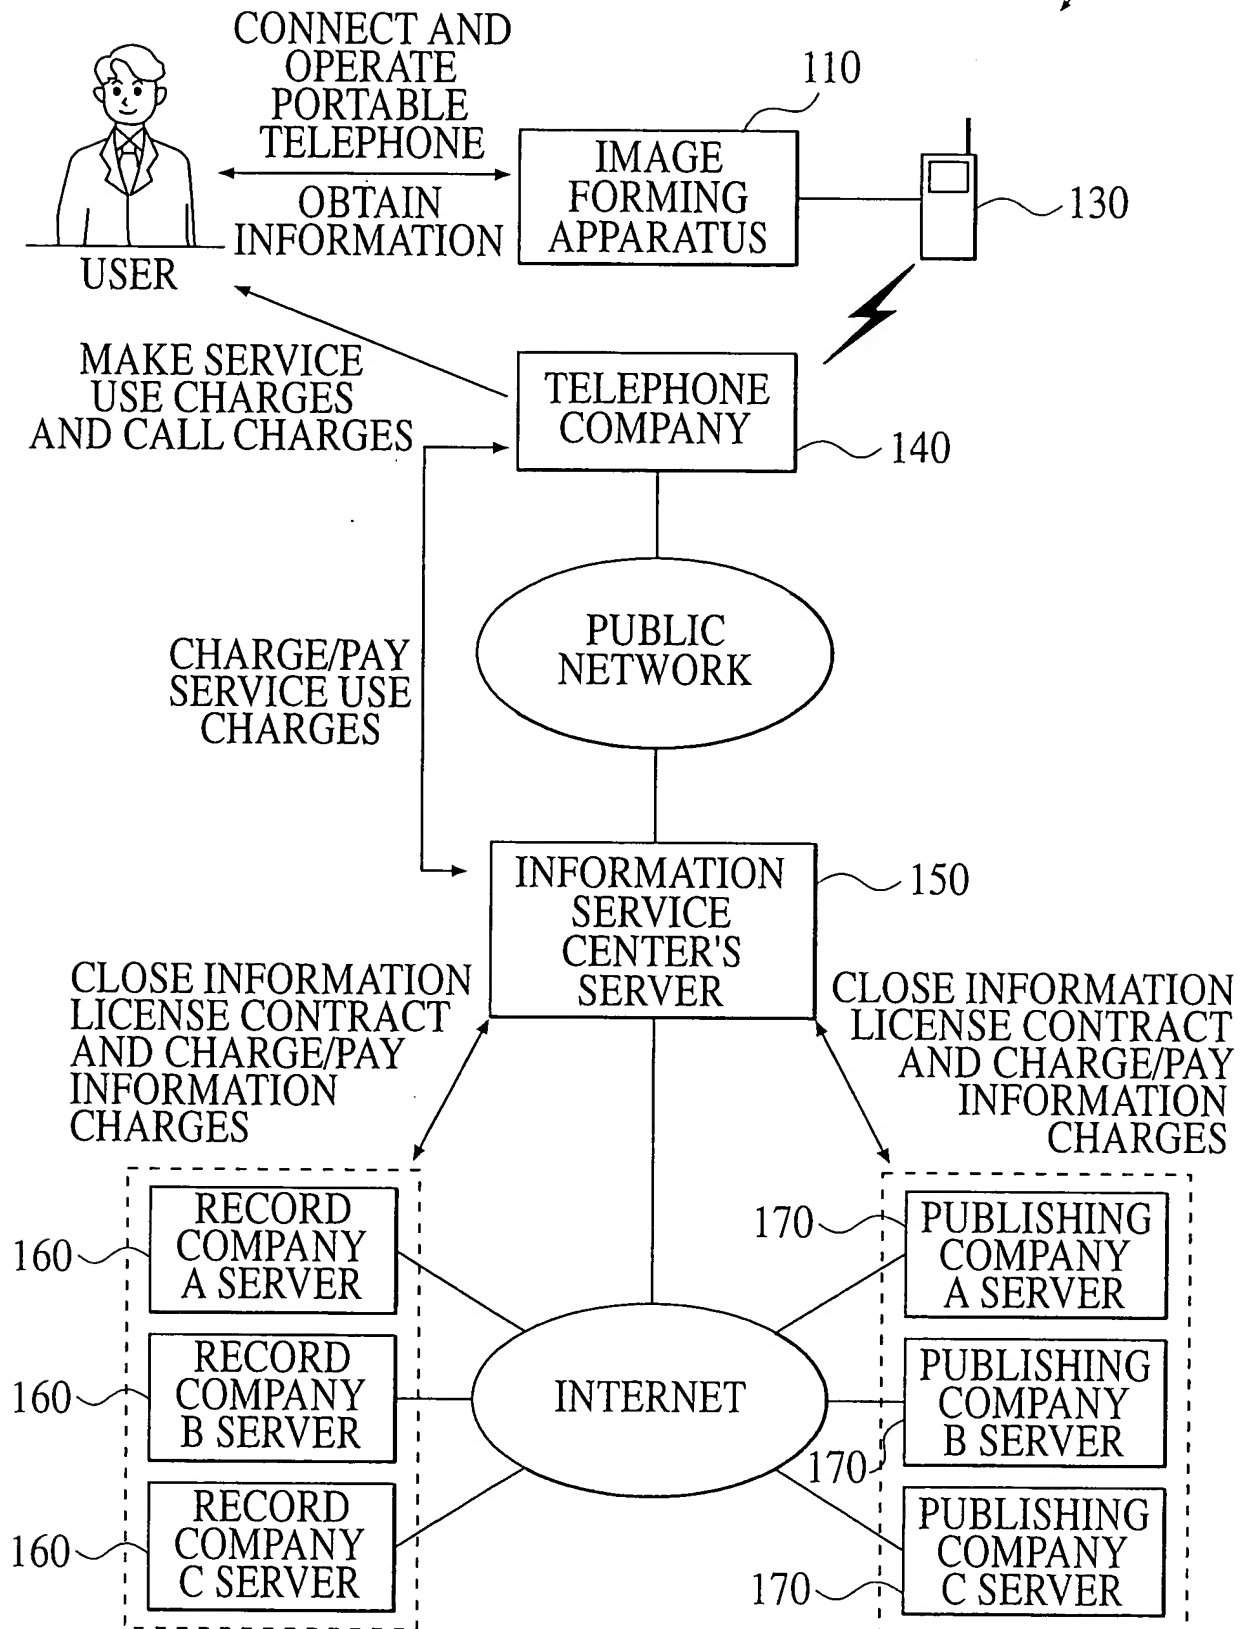 CONNECT AND
OPERATE
PORTABLE
TELEPHONE
OBTAIN
INFORMATION
USER
110
IMAGE
FORMING
APPARATUS
130
MAKE SERVICE
USE CHARGES
AND CALL CHARGES
TELEPHONE
COMPANY
140
CHARGE/PAY
SERVICE USE
CHARGES
PUBLIC
NETWORK
INFORMATION
SERVICE
CENTER'S
SERVER
150
CLOSE INFORMATION
LICENSE CONTRACT
AND CHARGE/PAY
INFORMATION
CHARGES
CLOSE INFORMATION
LICENSE CONTRACT
AND CHARGE/PAY
INFORMATION
CHARGES
160
RECORD
COMPANY
A SERVER
160
RECORD
COMPANY
B SERVER
160
RECORD
COMPANY
C SERVER
INTERNET
170
PUBLISHING
COMPANY
A SERVER
170
PUBLISHING
COMPANY
B SERVER
170
PUBLISHING
COMPANY
C SERVER